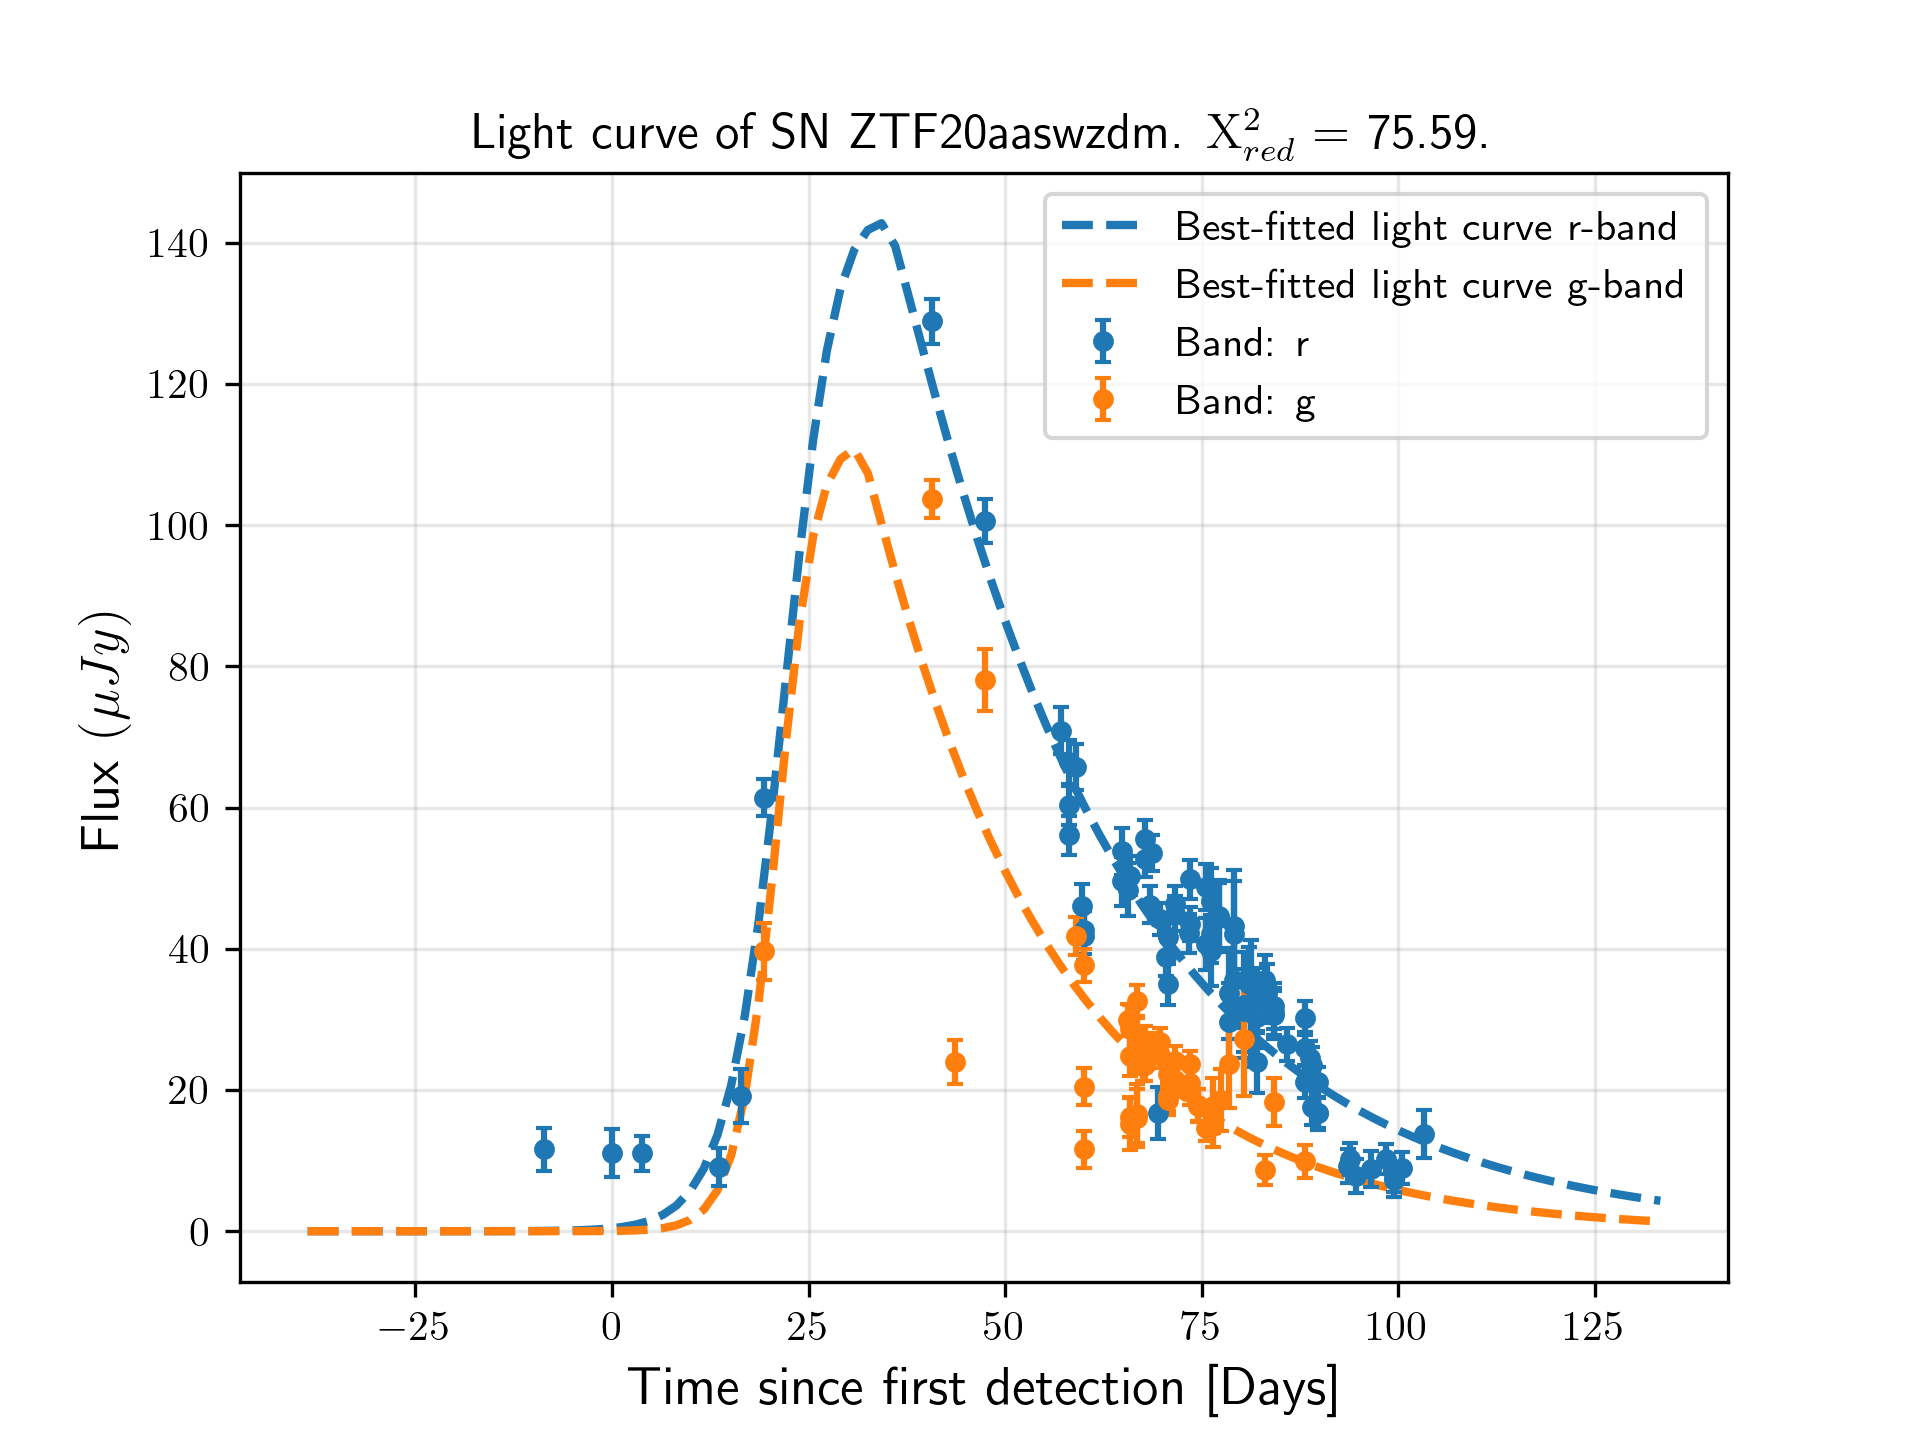 Light curve of SN ZTF20aaswzdm. X²_red = 75.59.
Best-fitted light curve r-band
Best-fitted light curve g-band
Band: r
Band: g
Flux (μJy)
140
120
100
80
60
40
20
0
−25 0 25 50 75 100 125
Time since first detection [Days]